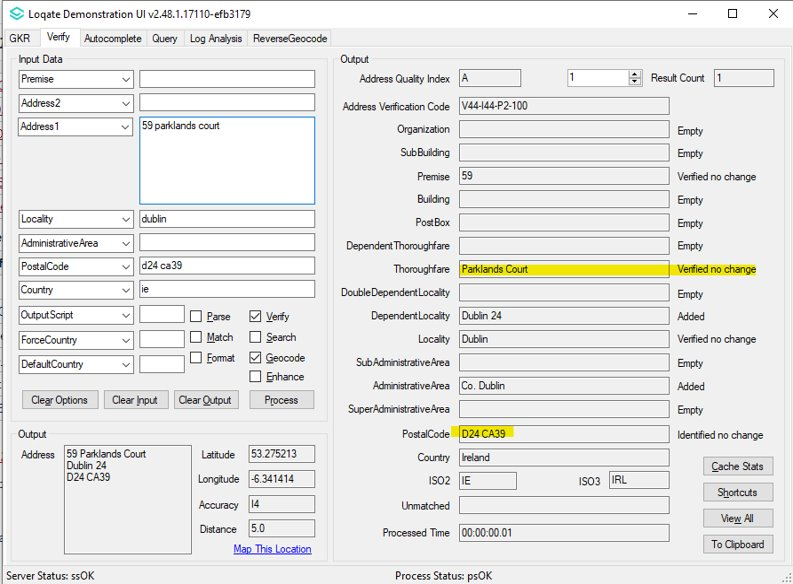 Loqate Demonstration UI v2.48.1.17110-efb3179
GKR Verify Autocomplete Query Log Analysis ReverseGeocode
Input Data
Premise
Address2
Address1 59 parklands court
Locality dublin
AdministrativeArea
PostalCode d24 ca39
Country ie
OutputScript Parse Verify
ForceCountry Match Search
DefaultCountry Format Geocode
Enhance
Clear Options Clear Input Clear Output Process
Output
Address 59 Parklands Court
Dublin 24
D24 CA39
Latitude 53.275213
Longitude -6.341414
Accuracy I4
Distance 5.0
Map This Location
Output
Address Quality Index A 1 Result Count 1
Address Verification Code V44-I44-P2-100
Organization Empty
SubBuilding Empty
Premise 59 Verified no change
Building Empty
PostBox Empty
DependentThoroughfare Empty
Thoroughfare Parklands Court Verified no change
DoubleDependentLocality Empty
DependentLocality Dublin 24 Added
Locality Dublin Verified no change
SubAdministrativeArea Empty
AdministrativeArea Co. Dublin Added
SuperAdministrativeArea Empty
PostalCode D24 CA39 Identified no change
Country Ireland
ISO2 IE ISO3 IRL
Unmatched
Processed Time 00:00:00.01
Cache Stats
Shortcuts
View All
To Clipboard
Server Status: ssOK Process Status: psOK